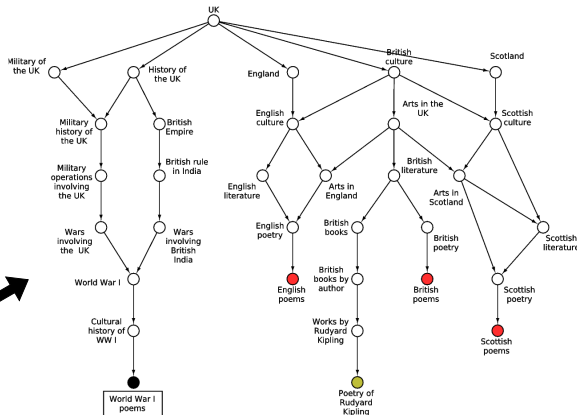 UK
Military of
the UK
History of
the UK
England
British
culture
Scotland
Military
history of
the UK
British
Empire
English
culture
Arts in the
UK
Scottish
culture
Military
operations
involving
the UK
British rule
in India
English
literature
Arts in
England
British
literature
Arts in
Scotland
Wars
involving
the UK
Wars
involving
British
India
English
poetry
British
books
British
poetry
Scottish
literature
World War I
English
poems
British
books by
author
British
poems
Scottish
poetry
Cultural
history of
WW I
Works by
Rudyard
Kipling
Scottish
poems
World War I
poems
Poetry of
Rudyard
Kipling